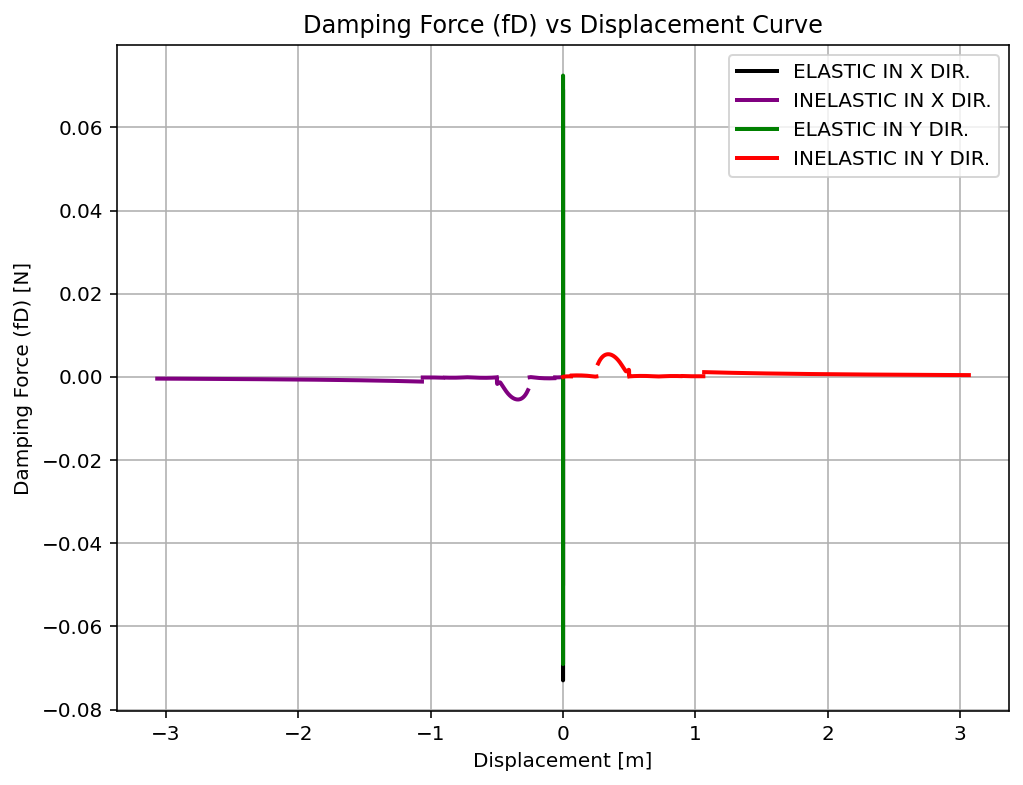 Damping Force (fD) vs Displacement Curve
ELASTIC IN X DIR.
INELASTIC IN X DIR.
ELASTIC IN Y DIR.
INELASTIC IN Y DIR.
Damping Force (fD) [N]
0.06
0.04
0.02
0.00
−0.02
−0.04
−0.06
−0.08
−3 −2 −1 0 1 2 3
Displacement [m]